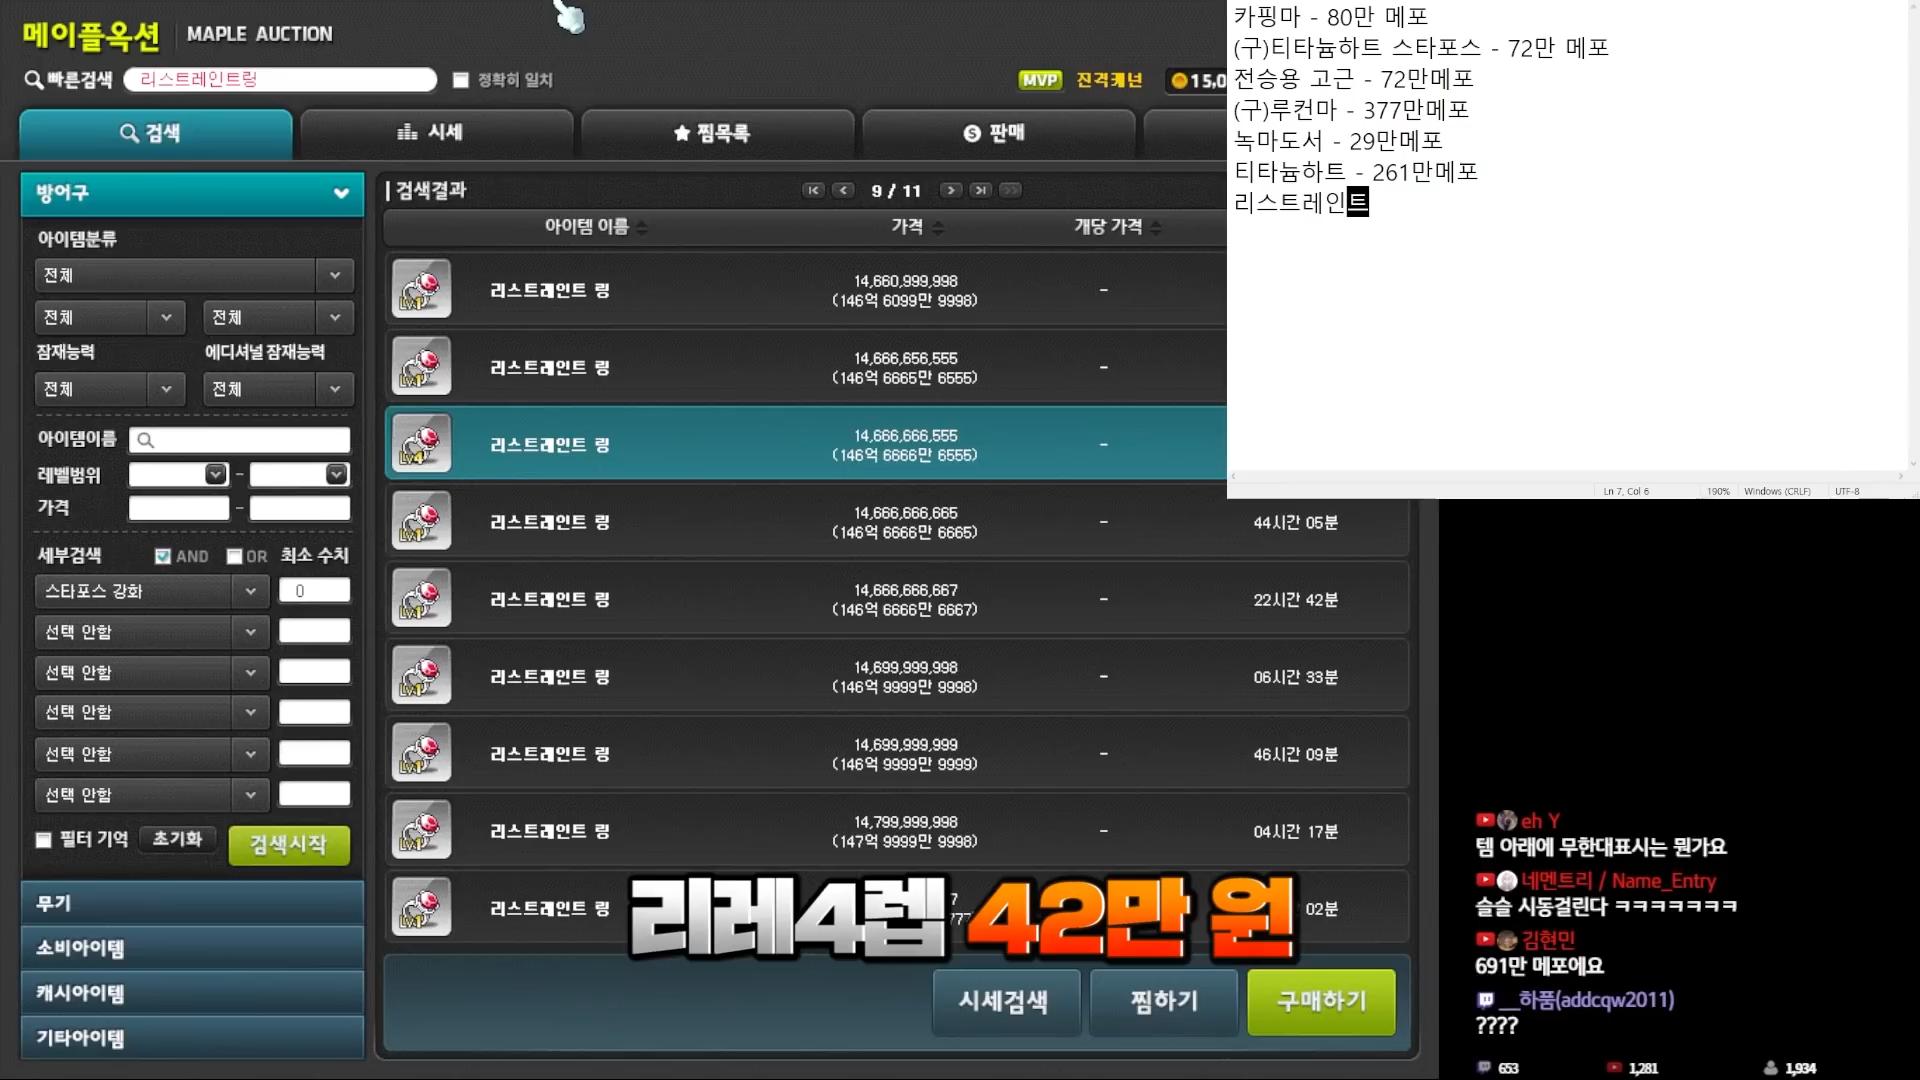 메이플옥션 MAPLE AUCTION
빠른검색 리스트레인트링 정확히 일치
MVP 진격캐넌 15,0
검색 시세 찜목록 판매
방어구
아이템분류
전체
전체 전체
잠재능력 에디셔널 잠재능력
전체 전체
아이템이름
레벨범위 -
가격 -
세부검색 AND OR 최소 수치
스타포스 강화 0
선택 안함
선택 안함
선택 안함
선택 안함
선택 안함
필터 기억 초기화 검색시작
무기
소비아이템
캐시아이템
기타아이템
검색결과 9 / 11
아이템 이름 가격 개당 가격
Lv.1 리스트레인트 링 14,660,999,998 -
(146억 6099만 9998)
Lv.1 리스트레인트 링 14,666,656,555 -
(146억 6665만 6555)
Lv4 리스트레인트 링 14,666,666,555 -
(146억 6666만 6555)
Lv.1 리스트레인트 링 14,666,666,665 - 44시간 05분
(146억 6666만 6665)
Lv.1 리스트레인트 링 14,666,666,667 - 22시간 42분
(146억 6666만 6667)
Lv.1 리스트레인트 링 14,699,999,998 - 06시간 33분
(146억 9999만 9998)
Lv.1 리스트레인트 링 14,699,999,999 - 46시간 09분
(146억 9999만 9999)
Lv.1 리스트레인트 링 14,799,999,998 - 04시간 17분
(147억 9999만 9998)
Lv.1 리스트레인트 링 02분
리레4렙 42만 원
시세검색 찜하기 구매하기
카핑마 - 80만 메포
(구)티타늄하트 스타포스 - 72만 메포
전승용 고근 - 72만메포
(구)루컨마 - 377만메포
녹마도서 - 29만메포
티타늄하트 - 261만메포
리스트레인트
Ln 7, Col 6 190% Windows (CRLF) UTF-8
eh Y
템 아래에 무한대표시는 뭔가요
네멘트리 / Name_Entry
슬슬 시동걸린다 ㅋㅋㅋㅋㅋㅋㅋ
김현민
691만 메포에요
__하품(addcqw2011)
????
653 1,281 1,934